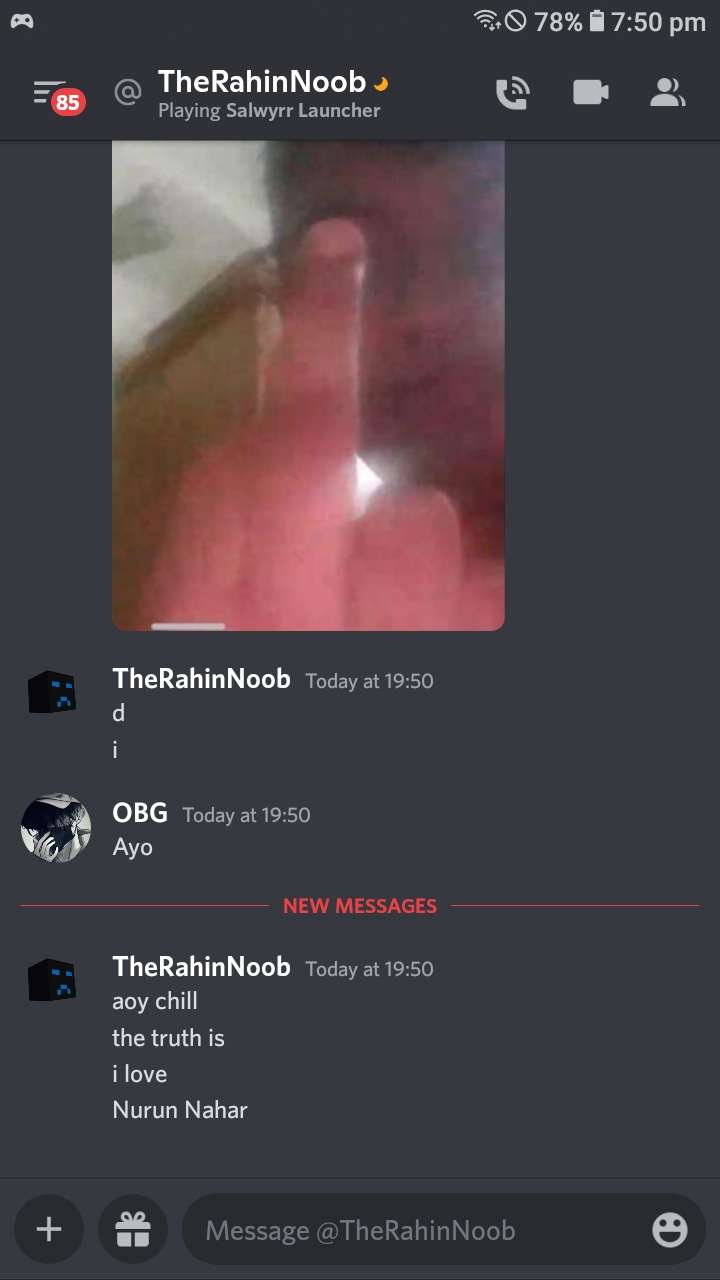 78% 7:50 pm
85
@ TheRahinNoob
Playing Salwyrr Launcher
TheRahinNoob Today at 19:50
d
i
OBG Today at 19:50
Ayo
NEW MESSAGES
TheRahinNoob Today at 19:50
aoy chill
the truth is
i love
Nurun Nahar
Message @TheRahinNoob